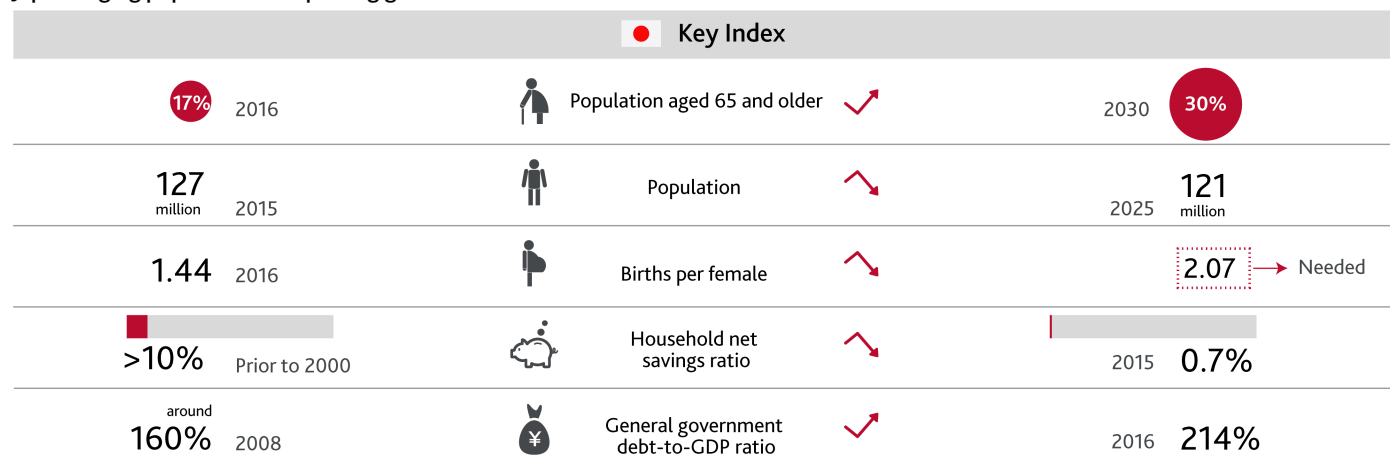 Key Index
17% 2016 Population aged 65 and older 2030 30%
127 million 2015 Population 2025 121 million
1.44 2016 Births per female 2.07 Needed
>10% Prior to 2000 Household net savings ratio 2015 0.7%
around 160% 2008 ¥ General government debt-to-GDP ratio 2016 214%